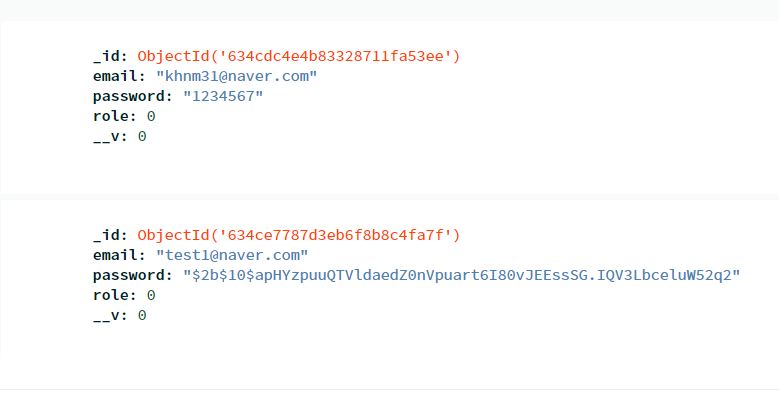 _id: ObjectId('634cdc4e4b83328711fa53ee')
email: "khnm31@naver.com"
password: "1234567"
role: 0
__v: 0
_id: ObjectId('634ce7787d3eb6f8b8c4fa7f')
email: "test1@naver.com"
password: "$2b$10$apHYzpuuQTVldaedZ0nVpuart6I80vJEEssSG.IQV3LbceluW52q2"
role: 0
__v: 0